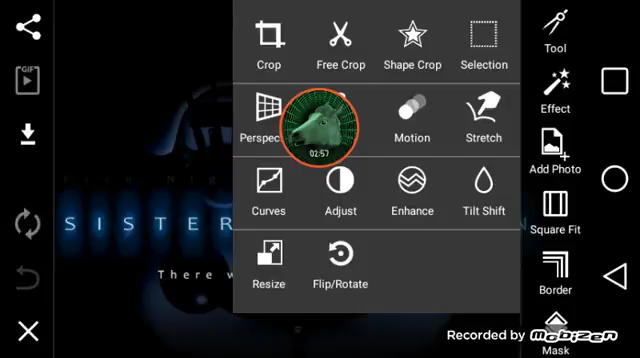 GIF
Crop Free Crop Shape Crop Selection
Tool
Effect
02:57
Motion Stretch
Add Photo
SISTER
Curves Adjust Enhance Tilt Shift
Square Fit
There
Resize Flip/Rotate
Border
Recorded by MOBIZEN
Mask